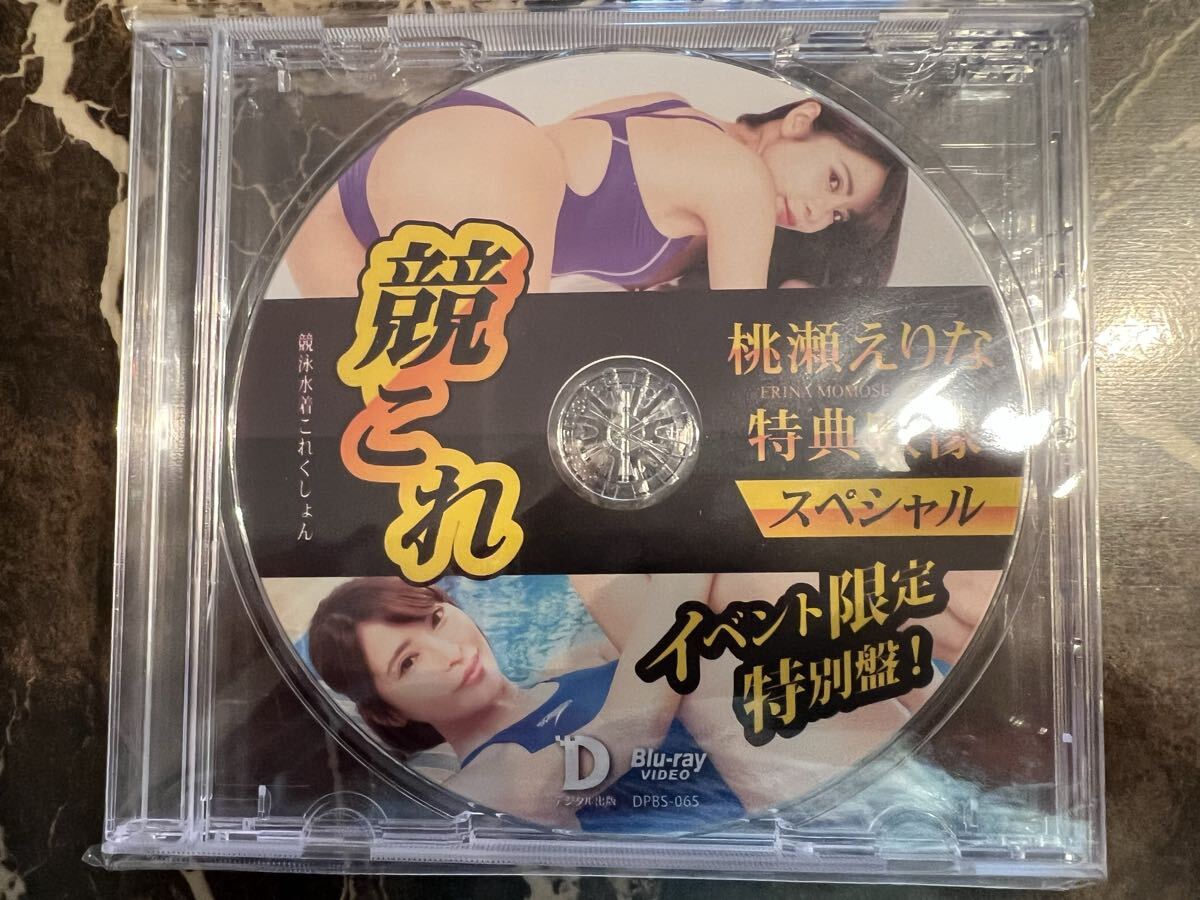 競これ
競泳水着これくしょん
桃瀬えりな
ERINA MOMOSE
特典映像
スペシャル
イベント限定
特別盤!
D
デジタル出版
Blu-ray
VIDEO
DPBS-065